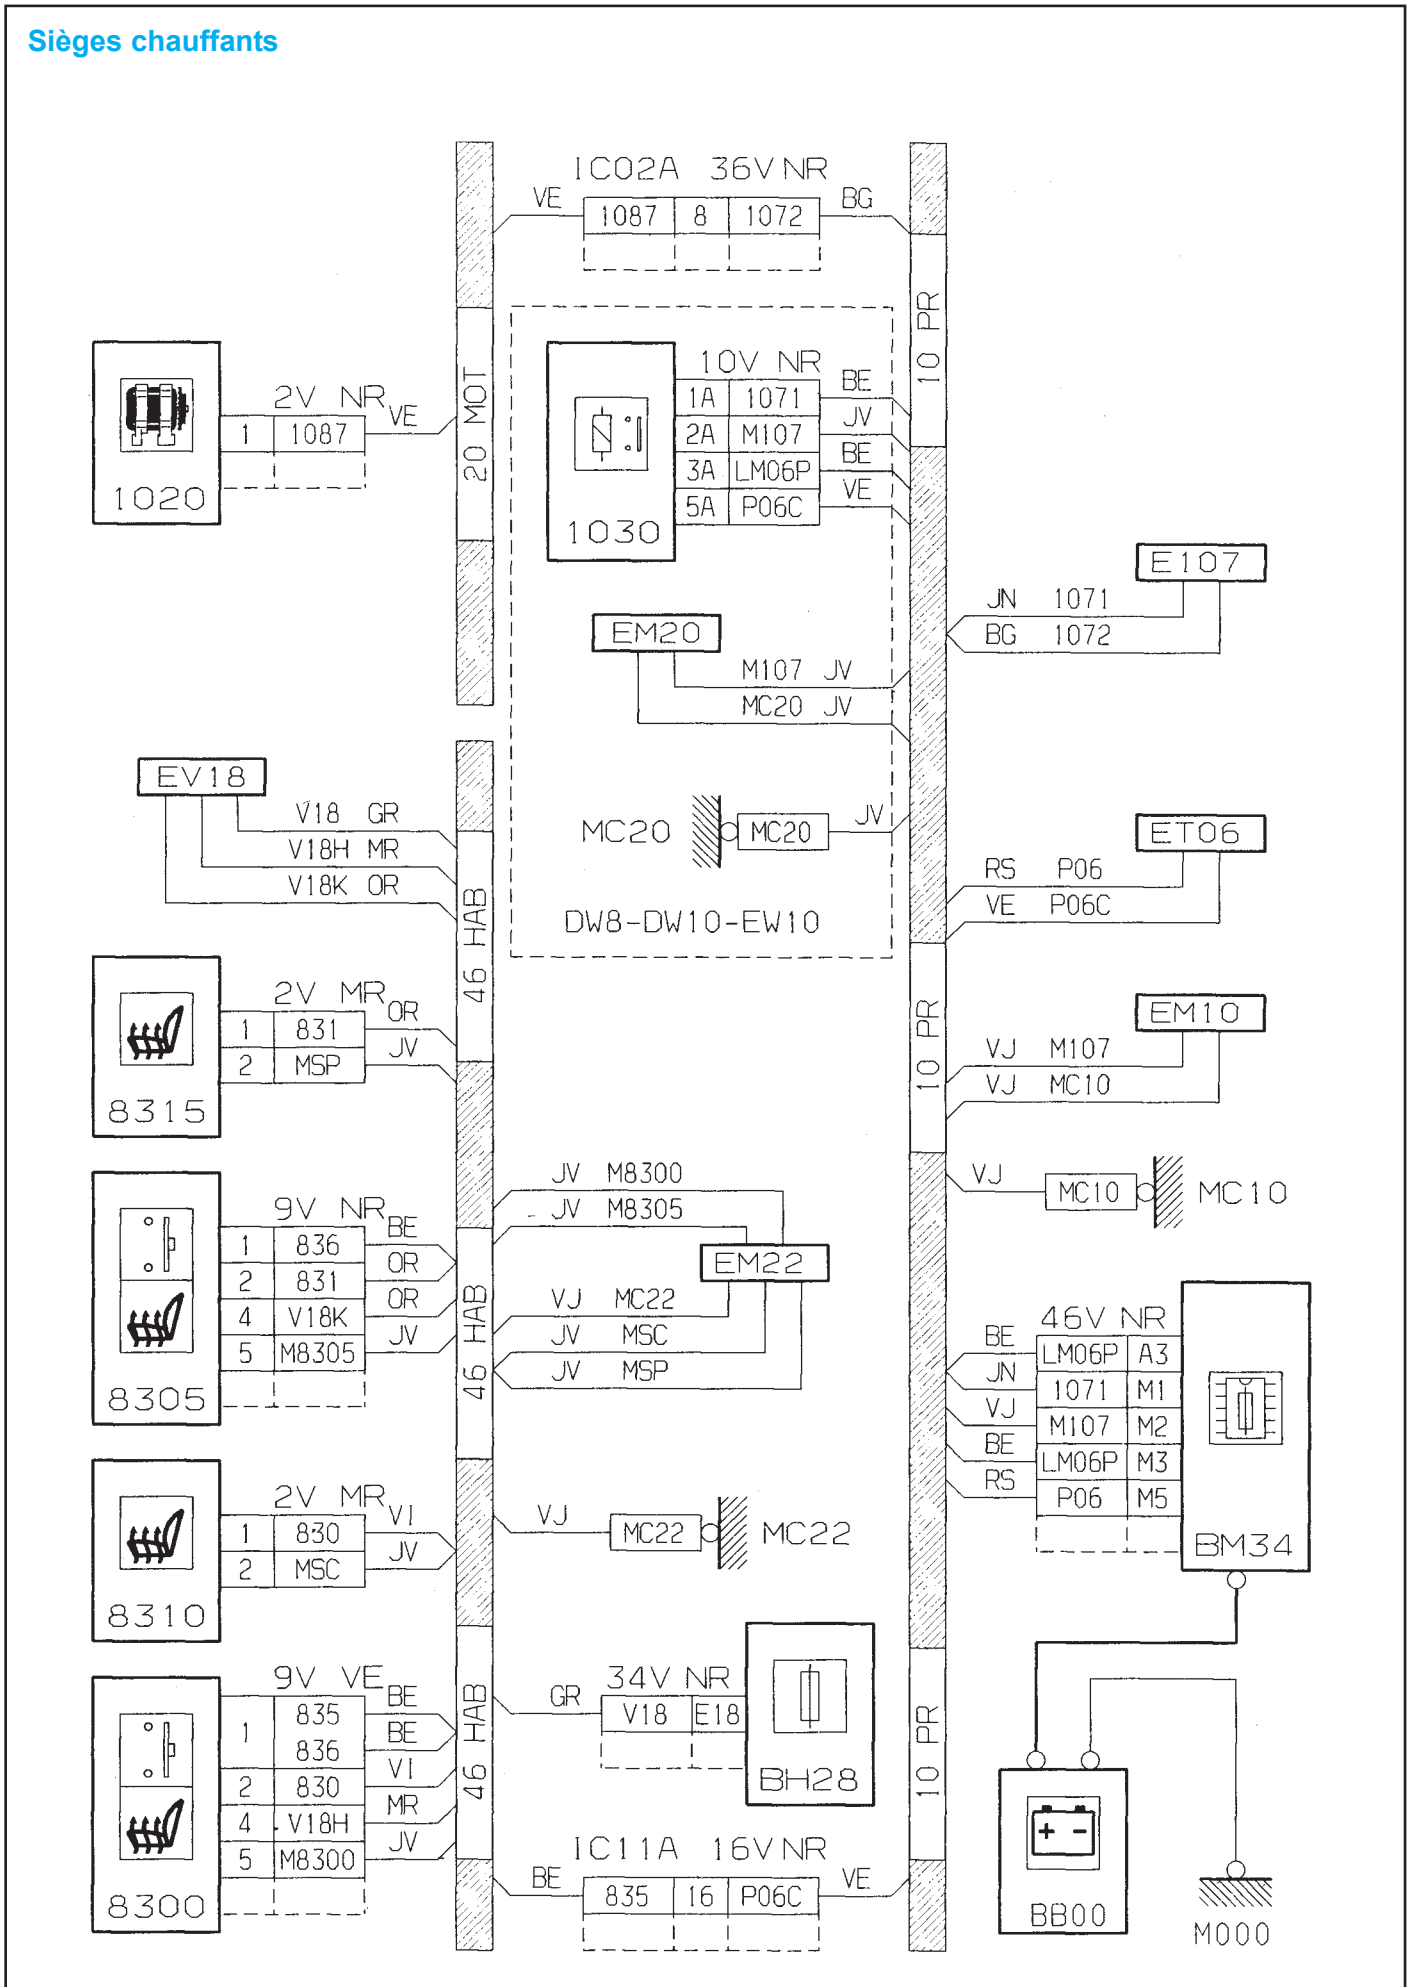 Sièges chauffants
IC02A 36V NR
VE 1087 8 1072 BG
10 PR
20 MOT
1020
2V NR
1 1087 VE
1030
10V NR
1A 1071 BE
2A M107 JV
3A LM06P BE
5A P06C VE
E107
JN 1071
BG 1072
EM20
M107 JV
MC20 JV
EV18
V18 GR
V18H MR
V18K OR
MC20 MC20 JV
DW8-DW10-EW10
ET06
RS P06
VE P06C
46 HAB
10 PR
8315
2V MR
1 831 OR
2 MSP JV
EM10
VJ M107
VJ MC10
VJ MC10 MC10
JV M8300
JV M8305
EM22
VJ MC22
JV MSC
JV MSP
8305
9V NR
1 836 BE
2 831 OR
4 V18K OR
5 M8305 JV
46 HAB
46V NR
BE LM06P A3
JN 1071 M1
VJ M107 M2
BE LM06P M3
RS P06 M5
BM34
8310
2V MR
1 830 VI
2 MSC JV
VJ MC22 MC22
8300
9V VE
1 835 BE
836 BE
2 830 VI
4 V18H MR
5 M8300 JV
46 HAB
34V NR
GR V18 E18
BH28
10 PR
IC11A 16V NR
BE 835 16 P06C VE
+ -
BB00
M000